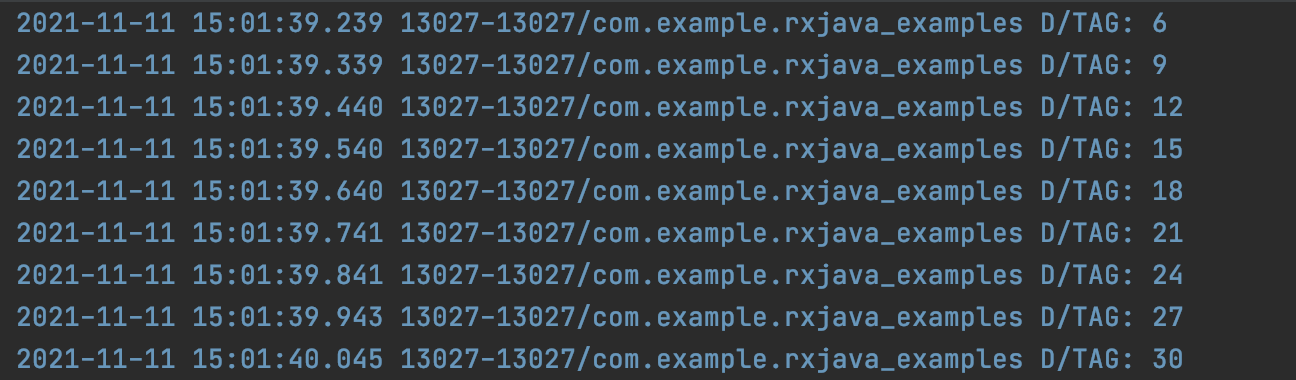 2021-11-11 15:01:39.239 13027-13027/com.example.rxjava_examples D/TAG: 6
2021-11-11 15:01:39.339 13027-13027/com.example.rxjava_examples D/TAG: 9
2021-11-11 15:01:39.440 13027-13027/com.example.rxjava_examples D/TAG: 12
2021-11-11 15:01:39.540 13027-13027/com.example.rxjava_examples D/TAG: 15
2021-11-11 15:01:39.640 13027-13027/com.example.rxjava_examples D/TAG: 18
2021-11-11 15:01:39.741 13027-13027/com.example.rxjava_examples D/TAG: 21
2021-11-11 15:01:39.841 13027-13027/com.example.rxjava_examples D/TAG: 24
2021-11-11 15:01:39.943 13027-13027/com.example.rxjava_examples D/TAG: 27
2021-11-11 15:01:40.045 13027-13027/com.example.rxjava_examples D/TAG: 30